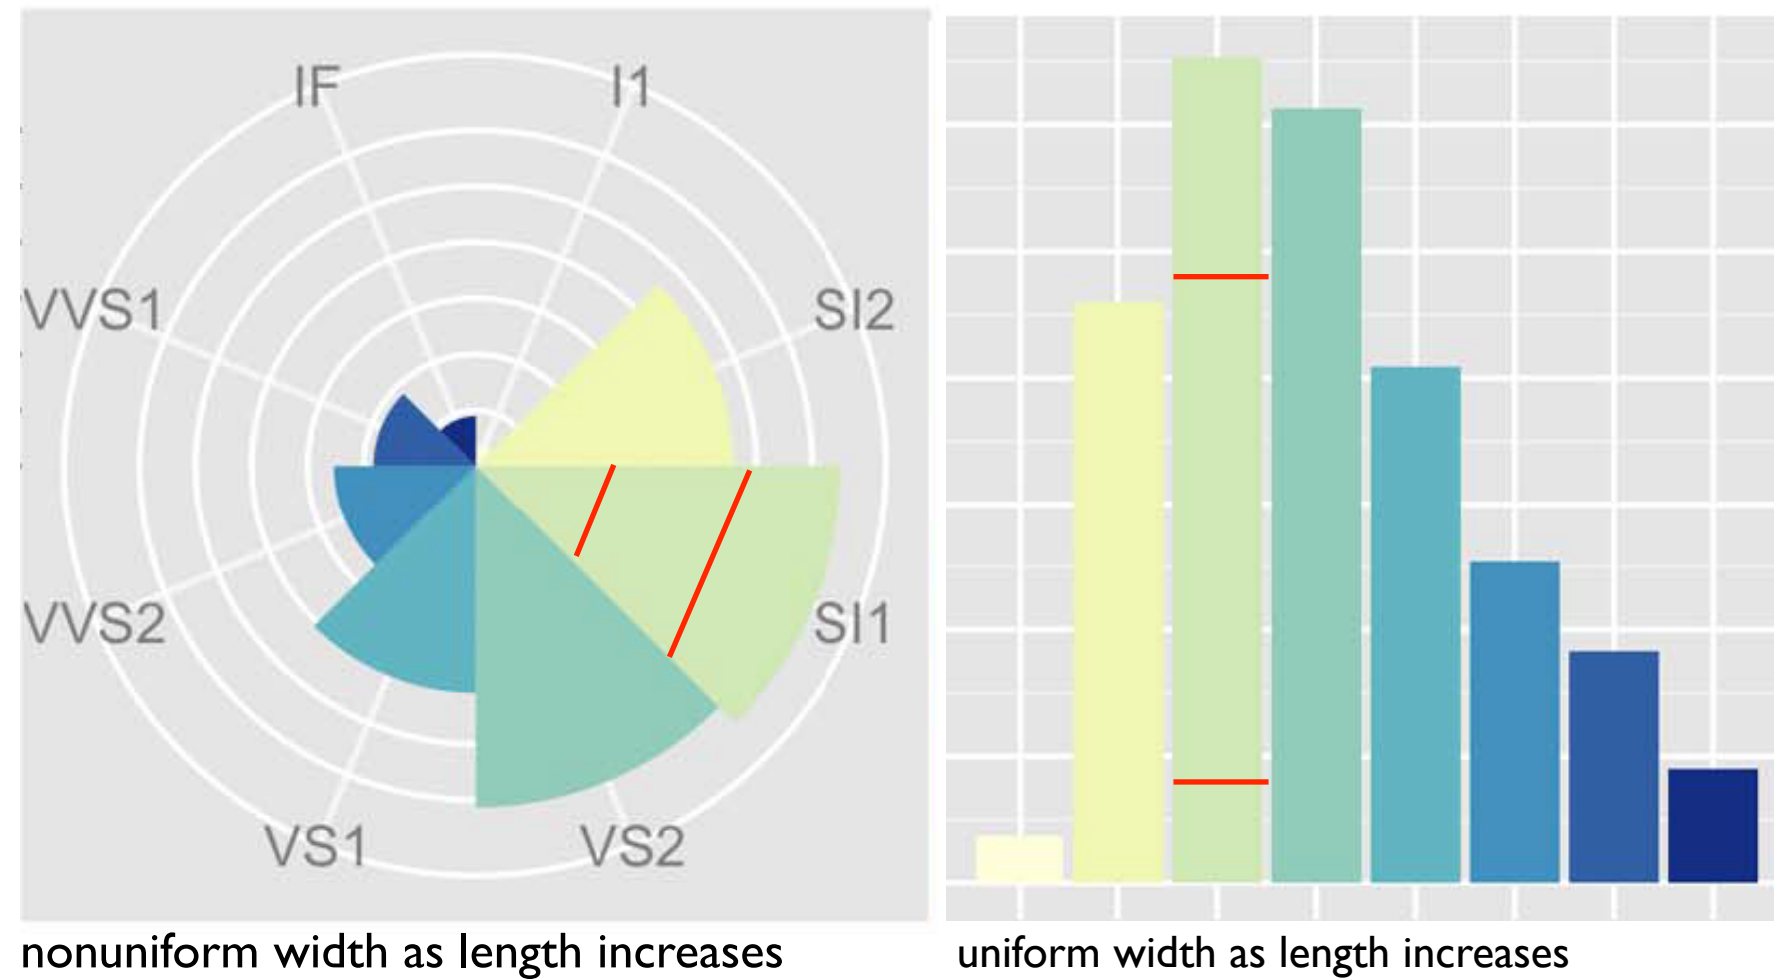 IF
I1
VVS1
SI2
VVS2
SI1
VS1
VS2
nonuniform width as length increases
uniform width as length increases